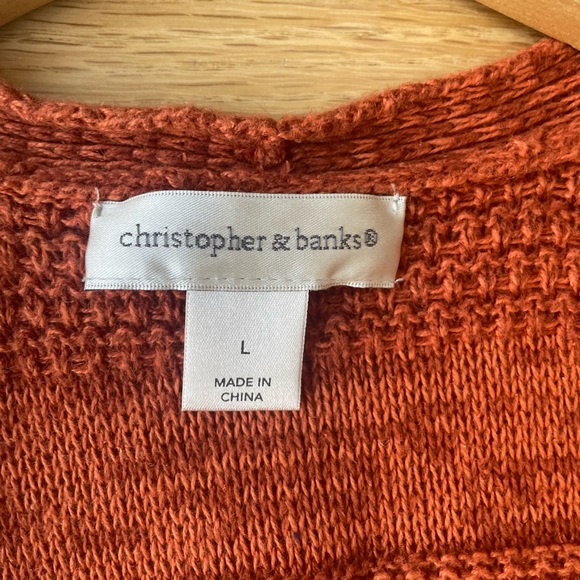 christopher & banks®
L
MADE IN
CHINA